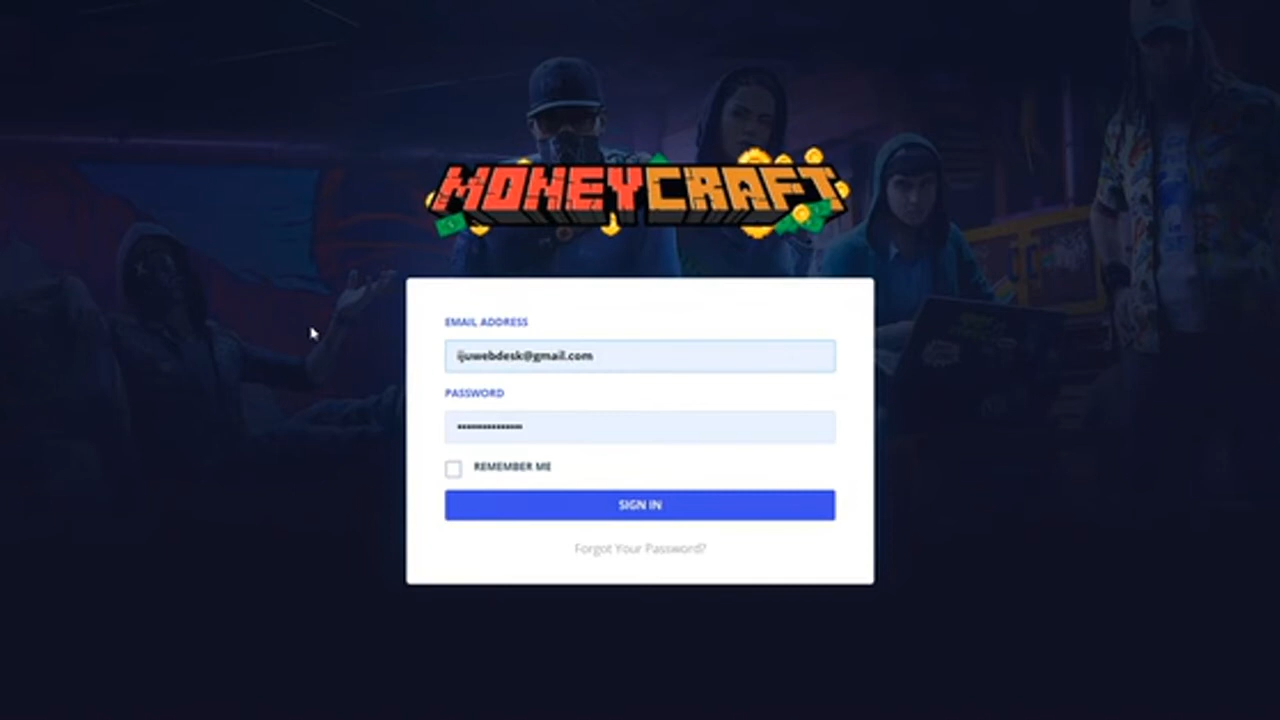 MONEYCRAFT
EMAIL ADDRESS
ijuwebdesk@gmail.com
PASSWORD
REMEMBER ME
SIGN IN
Forgot Your Password?